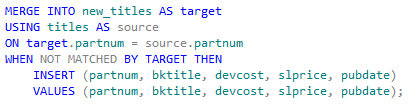 MERGE INTO new_titles AS target
USING titles AS source
ON target.partnum = source.partnum
WHEN NOT MATCHED BY TARGET THEN
    INSERT (partnum, bktitle, devcost, slprice, pubdate)
    VALUES (partnum, bktitle, devcost, slprice, pubdate);